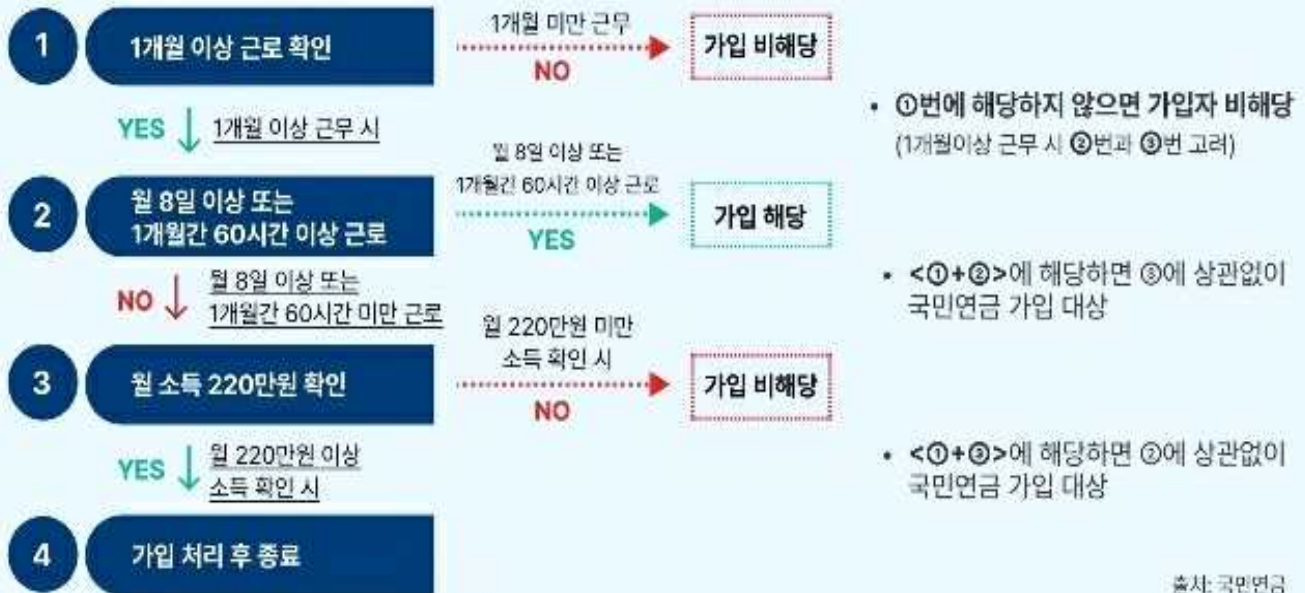 1
1개월 이상 근로 확인
1개월 미만 근무
NO
가입 비해당
YES
1개월 이상 근무 시
2
월 8일 이상 또는
1개월간 60시간 이상 근로
월 8일 이상 또는
1개월간 60시간 이상 근로
YES
가입 해당
NO
월 8일 이상 또는
1개월간 60시간 미만 근로
3
월 소득 220만원 확인
월 220만원 미만
소득 확인 시
NO
가입 비해당
YES
월 220만원 이상
소득 확인 시
4
가입 처리 후 종료
• ①번에 해당하지 않으면 가입자 비해당
(1개월이상 근무 시 ②번과 ③번 고려)
• <①+②>에 해당하면 ③에 상관없이
국민연금 가입 대상
• <①+③>에 해당하면 ②에 상관없이
국민연금 가입 대상
출처: 국민연금